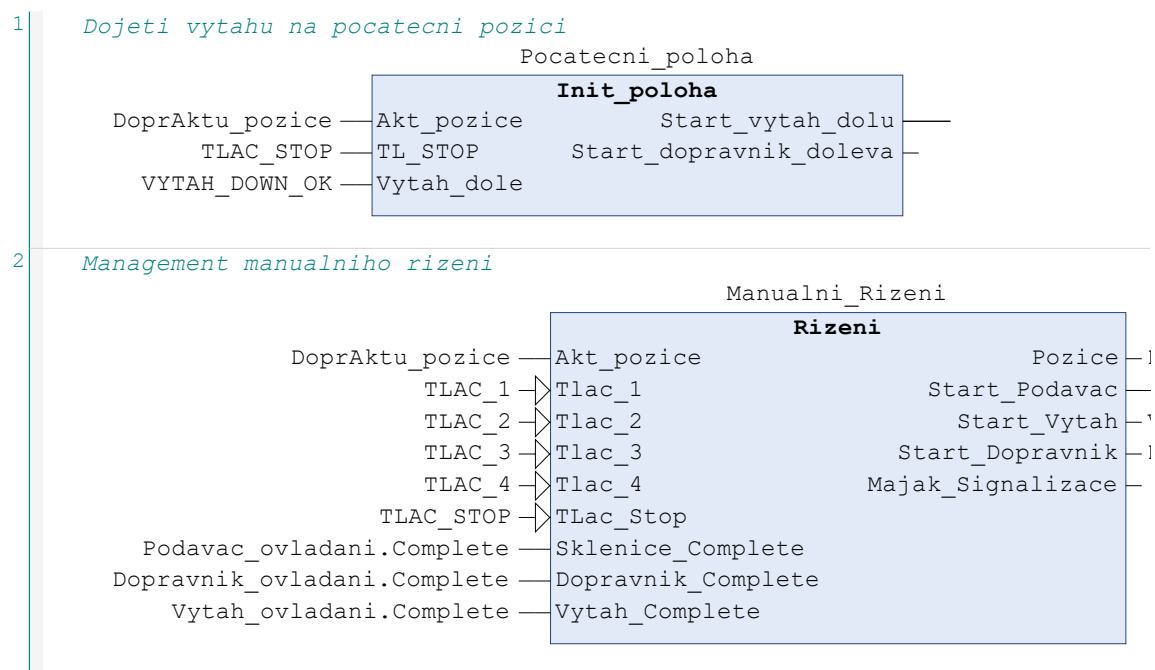 1 Dojeti vytahu na pocatecni pozici
Pocatecni_poloha
Init_poloha
DoprAktu_pozice Akt_pozice Start_vytah_dolu
TLAC_STOP TL_STOP Start_dopravnik_doleva
VYTAH_DOWN_OK Vytah_dole
2 Management manualniho rizeni
Manualni_Rizeni
Rizeni
DoprAktu_pozice Akt_pozice Pozice
TLAC_1 Tlac_1 Start_Podavac
TLAC_2 Tlac_2 Start_Vytah
TLAC_3 Tlac_3 Start_Dopravnik
TLAC_4 Tlac_4 Majak_Signalizace
TLAC_STOP TLac_Stop
Podavac_ovladani.Complete Sklenice_Complete
Dopravnik_ovladani.Complete Dopravnik_Complete
Vytah_ovladani.Complete Vytah_Complete